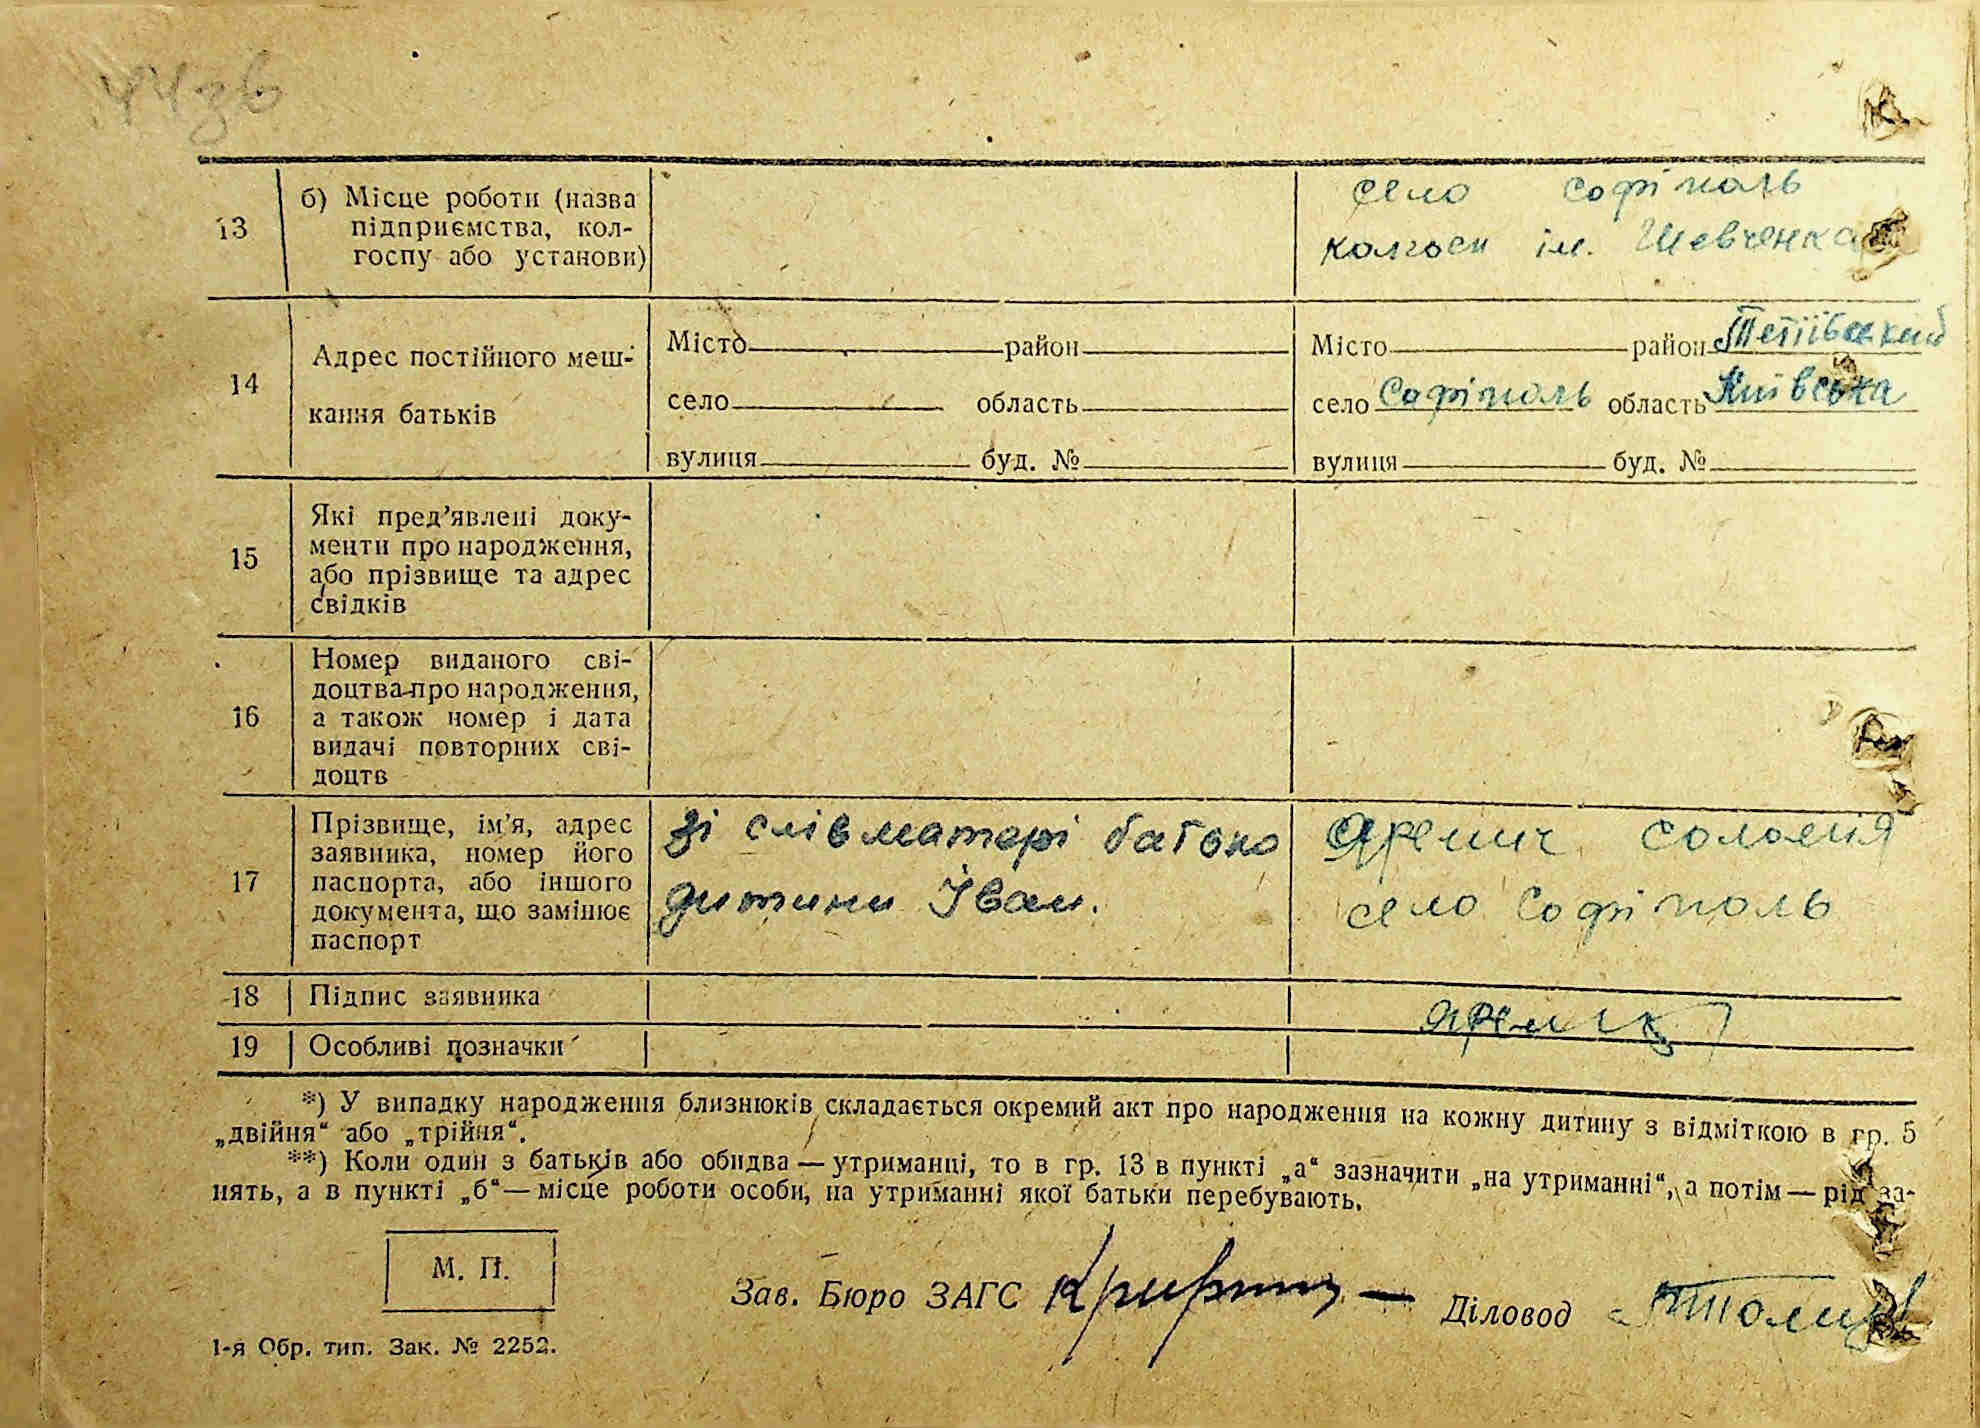 13 б) Місце роботи (назва підприємства, колгоспу або установи)
село Софіполь
колгосп ім. Шевченка
14 Адрес постійного мешкання батьків
Місто район Місто район Тетіївський
село область село Софіполь область Київська
вулиця буд. № вулиця буд. №
15 Які пред’явлені доку-
менти про народження,
або прізвище та адрес
свідків
16 Номер виданого сві-
доцтва про народження,
а також номер і дата
видачі повторних сві-
доцтв
17 Прізвище, ім’я, адрес
заявника, номер його
паспорта, або іншого
документа, що замінює
паспорт
Зі слів матері батько
дитини Іван.
Яремич Соломія
село Софіполь
18 Підпис заявника
19 Особливі позначки
*) У випадку народження близнюків складається окремий акт про народження на кожну дитину з відміткою в гр. 5
„двійня“ або „трійня“.
**) Коли один з батьків або обидва — утриманці, то в гр. 13 в пункті „а“ зазначити „на утриманні“, а потім — рід за-
нять, а в пункті „б“ — місце роботи особи, на утриманні якої батьки перебувають.
М. П.
Зав. Бюро ЗАГС Діловод
1-я Обр. тип. Зак. № 2252.